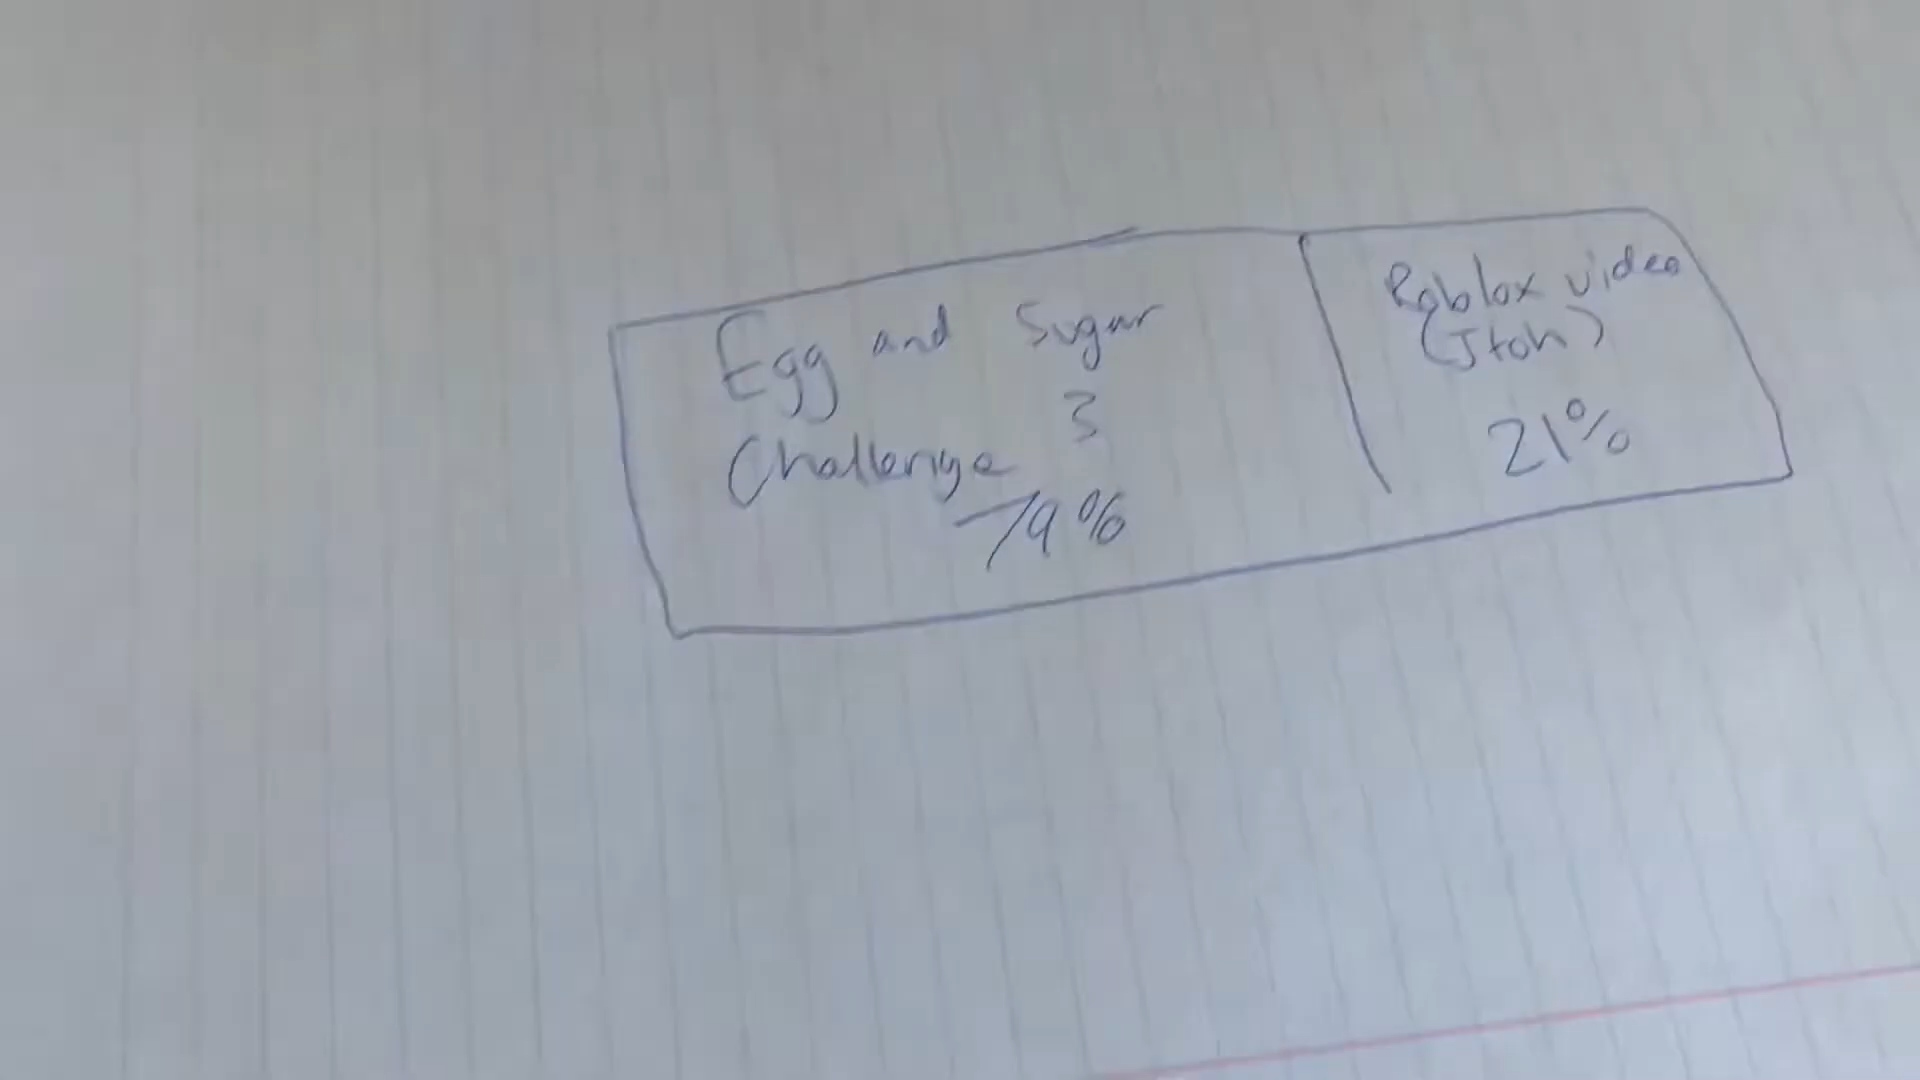 Egg and Sugar
Challenge 3
79%
Roblox video
(Jtoh)
21%